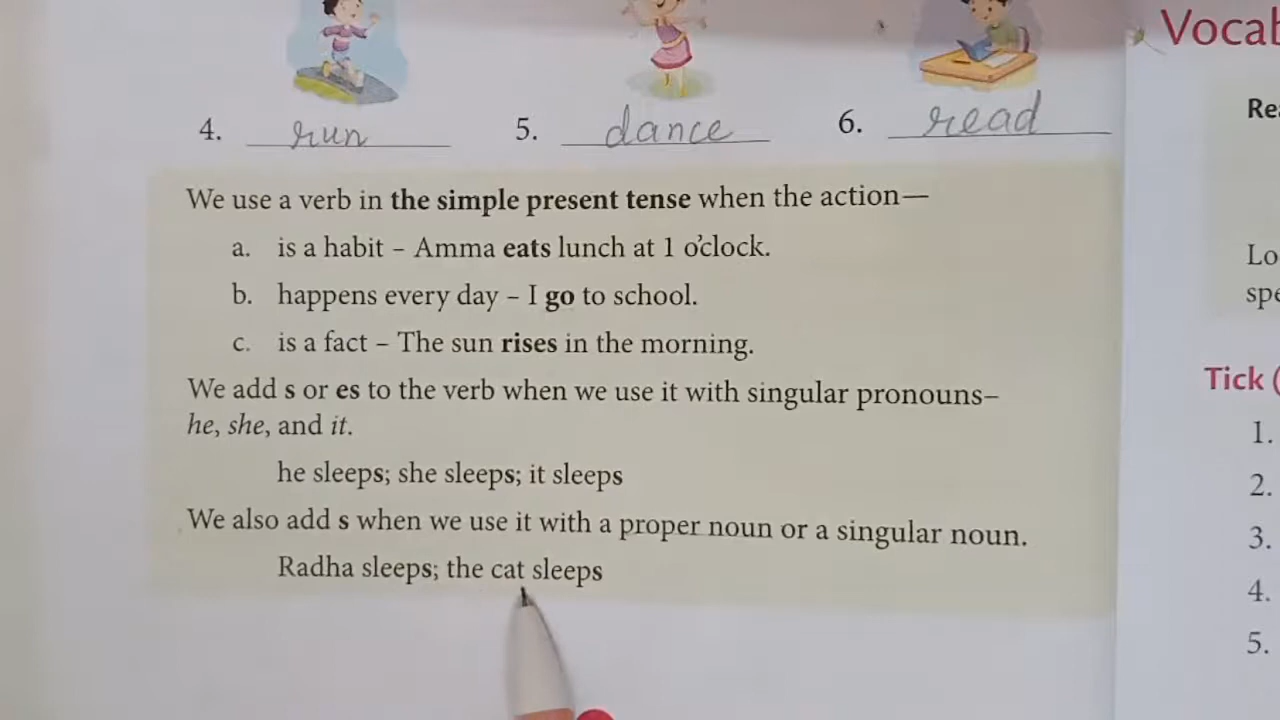 Vocab
4. run 5. dance 6. read
We use a verb in the simple present tense when the action—
a. is a habit – Amma eats lunch at 1 o'clock.
b. happens every day – I go to school.
c. is a fact – The sun rises in the morning.
We add s or es to the verb when we use it with singular pronouns–
he, she, and it.
he sleeps; she sleeps; it sleeps
We also add s when we use it with a proper noun or a singular noun.
Radha sleeps; the cat sleeps
Tick (
1.
2.
3.
4.
5.